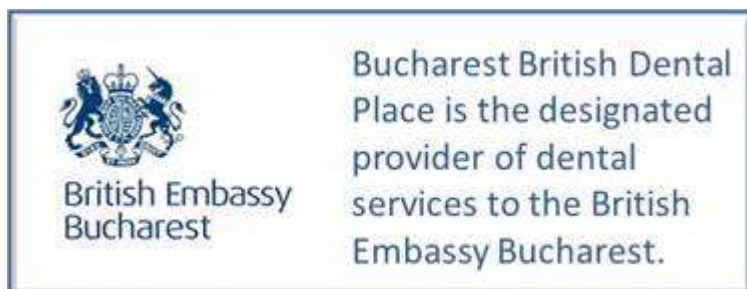 British Embassy
Bucharest
Bucharest British Dental
Place is the designated
provider of dental
services to the British
Embassy Bucharest.